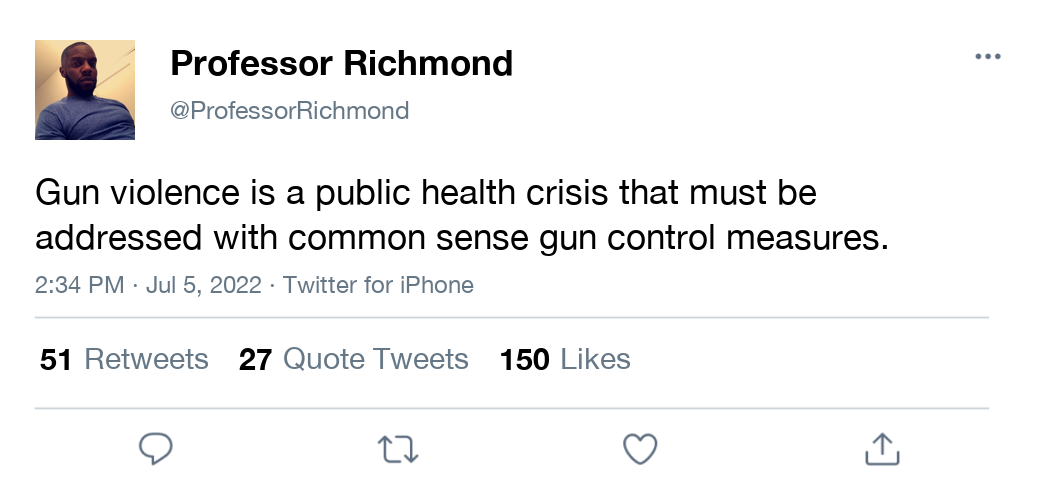 Professor Richmond
@ProfessorRichmond
Gun violence is a public health crisis that must be
addressed with common sense gun control measures.
2:34 PM · Jul 5, 2022 · Twitter for iPhone
51 Retweets 27 Quote Tweets 150 Likes